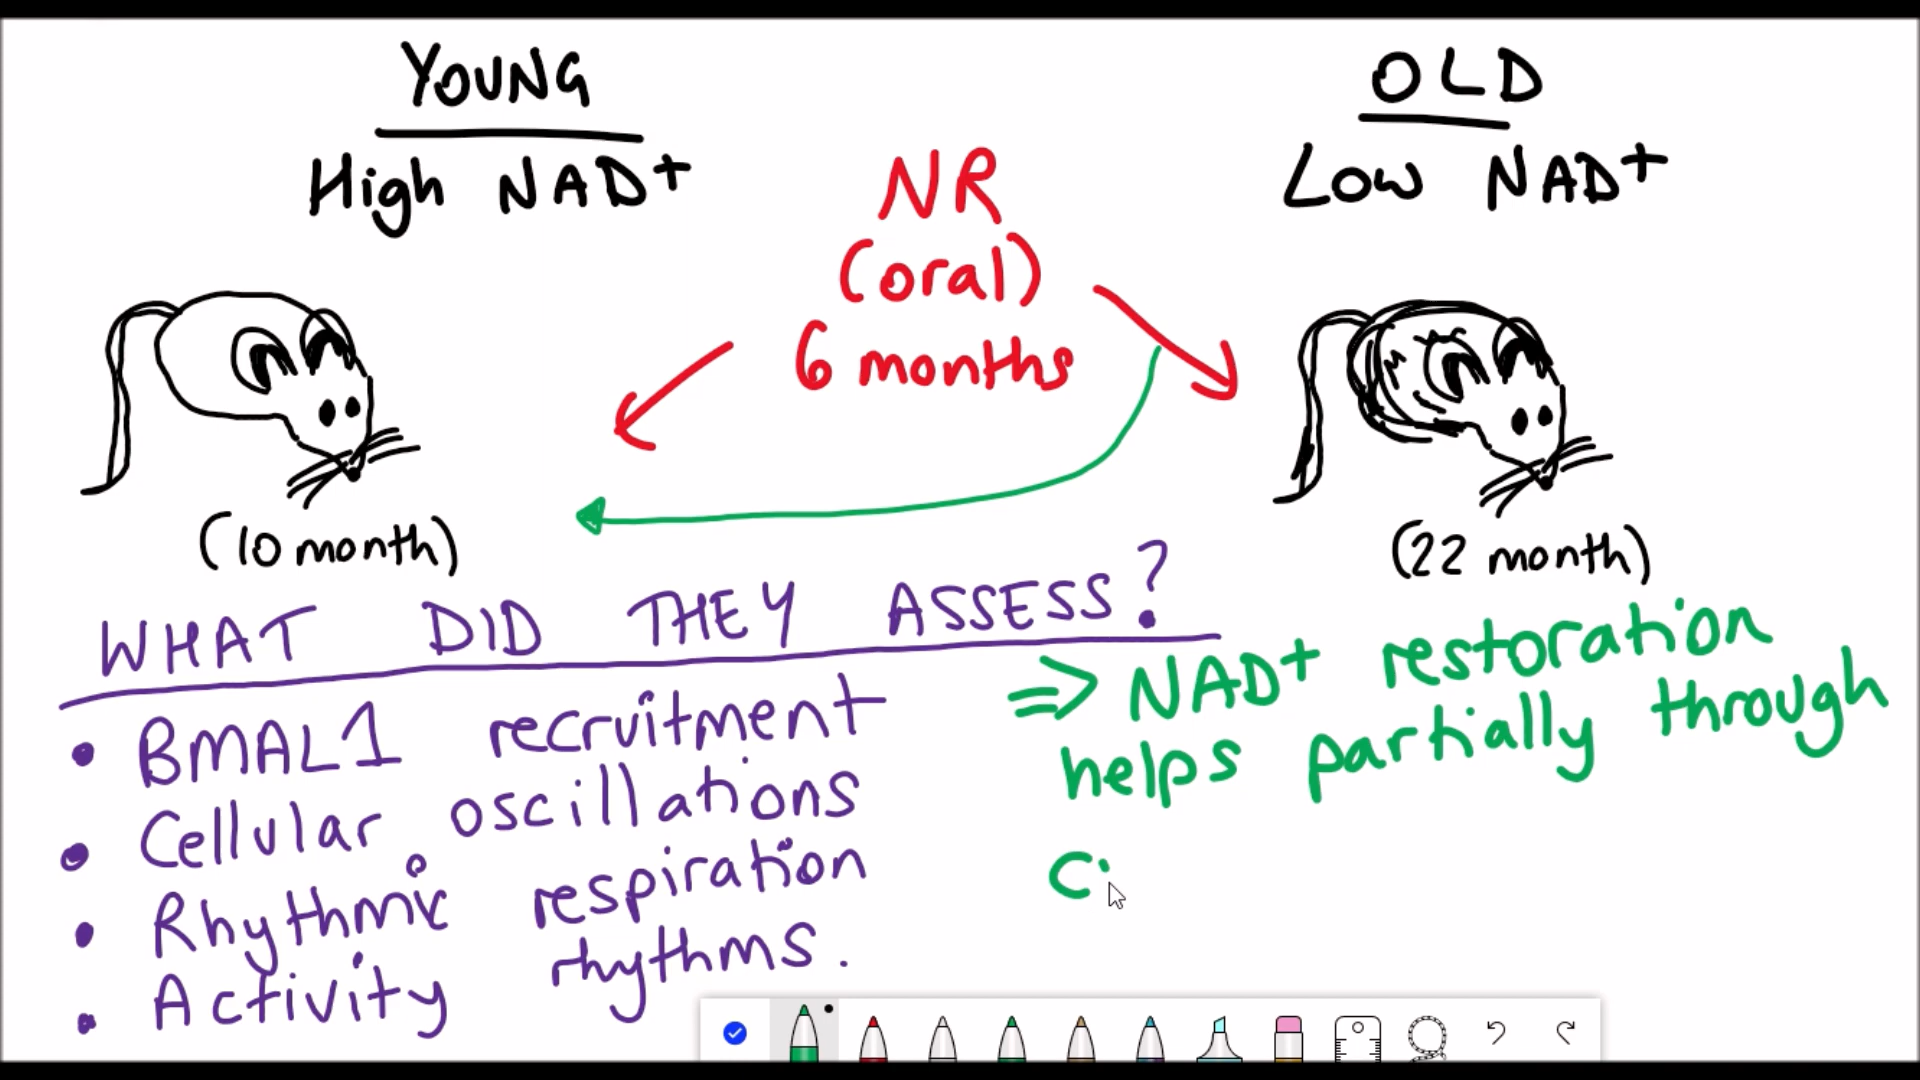 YOUNG
High NAD+
OLD
Low NAD+
NR
(oral)
6 months
(10 month)
(22 month)
WHAT DID THEY ASSESS?
• BMAL1 recruitment
• Cellular oscillations
• Rhythmic respiration
• Activity rhythms.
=> NAD+ restoration
helps partially through
ci